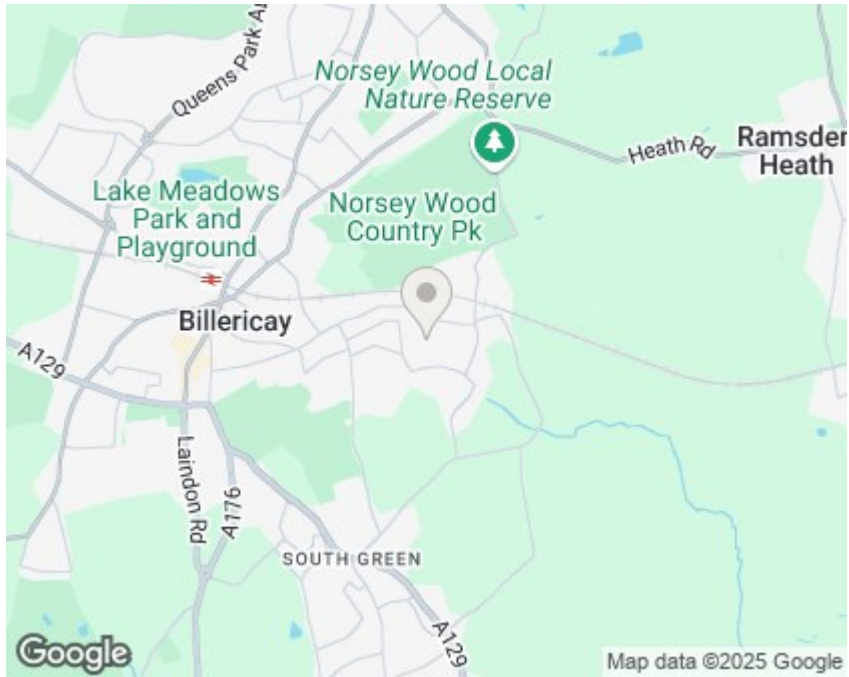 Queens Park Av
Norsey Wood Local
Nature Reserve
Heath Rd
Ramsden
Heath
Lake Meadows
Park and
Playground
Norsey Wood
Country Pk
Billericay
A129
Laindon Rd
A176
SOUTH GREEN
A129
Google
Map data ©2025 Google